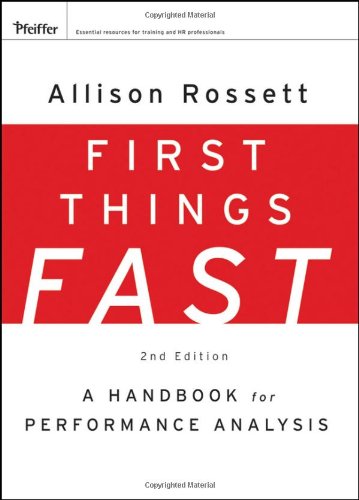 Copyrighted Material
Pfeiffer
Essential resources for training and HR professionals
Allison Rossett
FIRST
THINGS
FAST
2nd Edition
A HANDBOOK for
PERFORMANCE ANALYSIS
Copyrighted Material